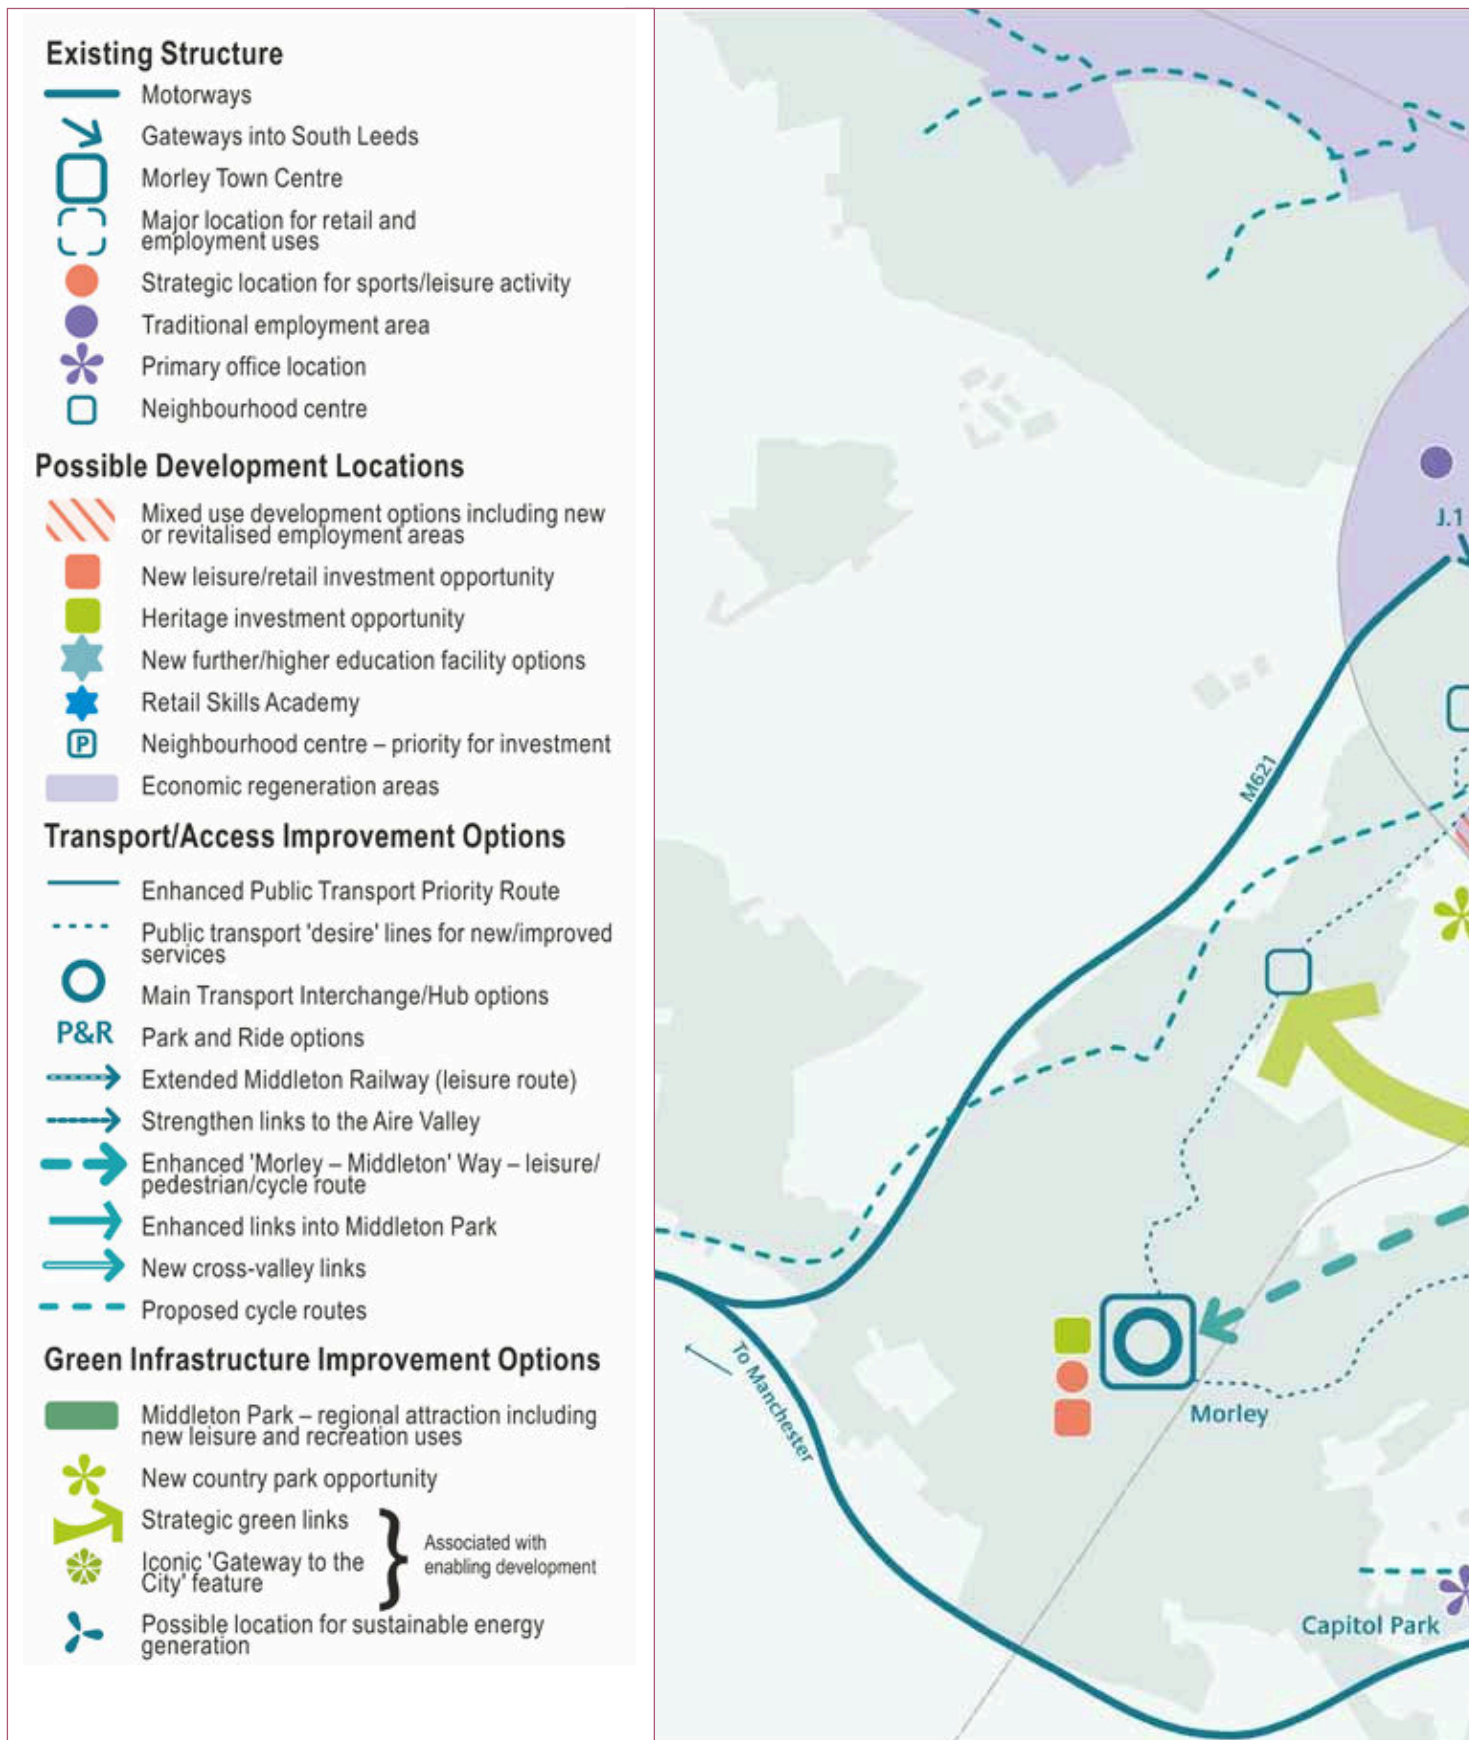 Existing Structure
Motorways
Gateways into South Leeds
Morley Town Centre
Major location for retail and
employment uses
Strategic location for sports/leisure activity
Traditional employment area
Primary office location
Neighbourhood centre
Possible Development Locations
Mixed use development options including new
or revitalised employment areas
New leisure/retail investment opportunity
Heritage investment opportunity
New further/higher education facility options
Retail Skills Academy
P
Neighbourhood centre – priority for investment
Economic regeneration areas
Transport/Access Improvement Options
Enhanced Public Transport Priority Route
Public transport 'desire' lines for new/improved
services
Main Transport Interchange/Hub options
P&R
Park and Ride options
Extended Middleton Railway (leisure route)
Strengthen links to the Aire Valley
Enhanced 'Morley – Middleton' Way – leisure/
pedestrian/cycle route
Enhanced links into Middleton Park
New cross-valley links
Proposed cycle routes
Green Infrastructure Improvement Options
Middleton Park – regional attraction including
new leisure and recreation uses
New country park opportunity
Strategic green links
Iconic 'Gateway to the
City' feature
Associated with
enabling development
Possible location for sustainable energy
generation
J.1
M621
To Manchester
Morley
Capitol Park